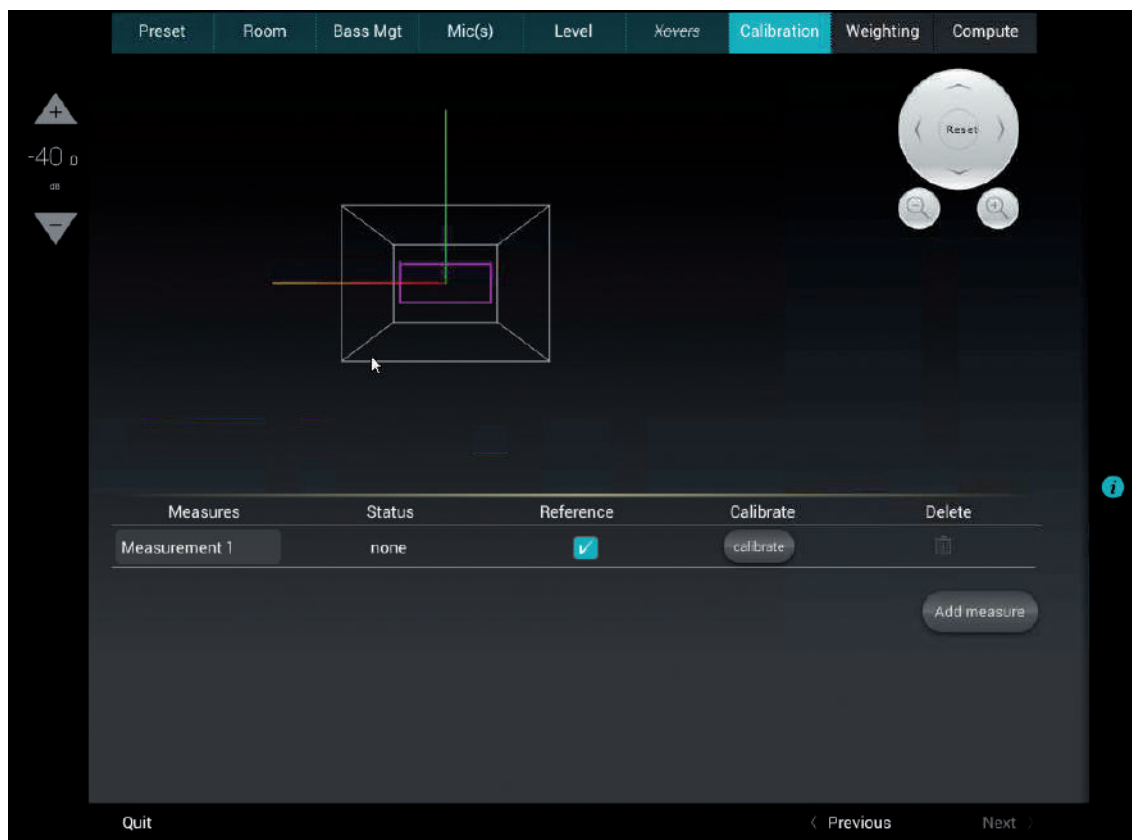 Preset Room Bass Mgt Mic(s) Level Xovers Calibration Weighting Compute
+
Reset
-40 0
dB
−
i
Measures Status Reference Calibrate Delete
Measurement 1 none calibrate
Add measure
Quit Previous Next